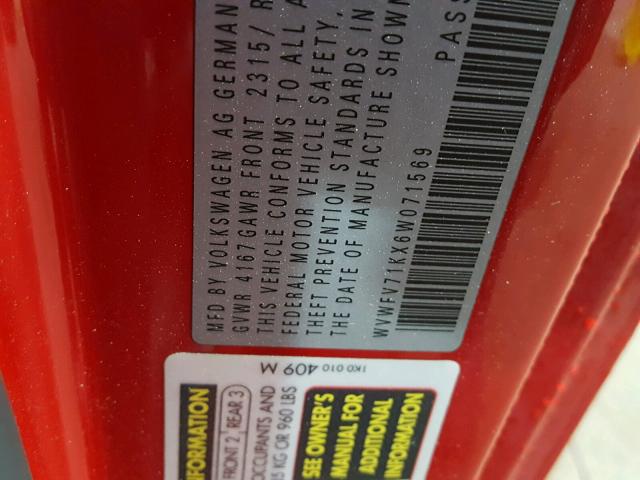 MFD BY VOLKSWAGEN AG GERMAN
GVWR 4167GAWR FRONT 2315/ R
THIS VEHICLE CONFORMS TO ALL A
FEDERAL MOTOR VEHICLE SAFETY,
THEFT PREVENTION STANDARDS IN
THE DATE OF MANUFACTURE SHOWN
WVWFV71KX6W071569
PASS
1K0 010 409 M
INFORMATION
FRONT 2 REAR 3
OCCUPANTS AND
15 KG OR 960 LBS
SEE OWNER'S
MANUAL FOR
ADDITIONAL
INFORMATION